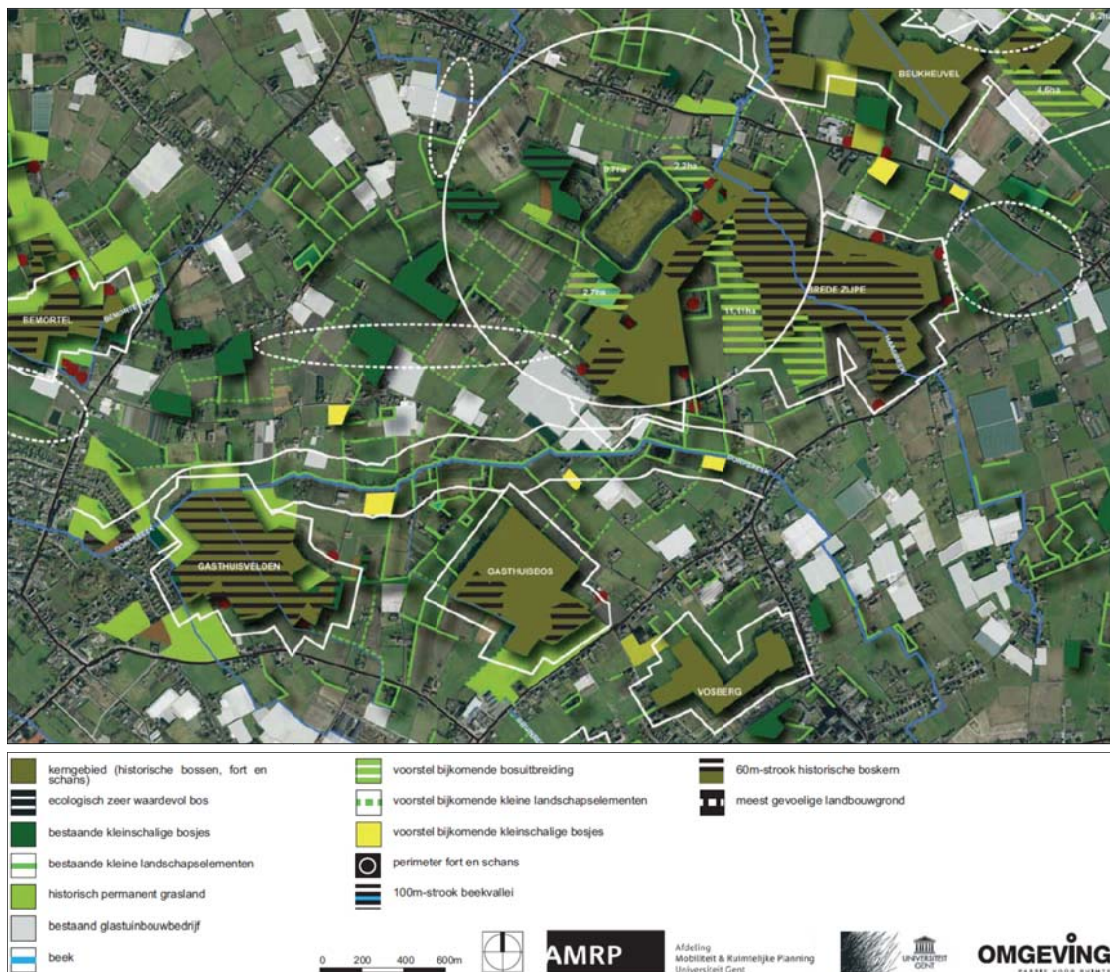 BEUKHEUVEL
4,6ha
0,7ha
2,2ha
BREDE ZIJPE
2,7ha
11,11ha
BEMORTEL
GASTHUISVELDEN
GASTHUISBOS
VOSBERG
kerngebied (historische bossen, fort en
schans)
ecologisch zeer waardevol bos
bestaande kleinschalige bosjes
bestaande kleine landschapselementen
historisch permanent grasland
bestaand glastuinbouwbedrijf
beek
voorstel bijkomende bosuitbreiding
voorstel bijkomende kleine landschapselementen
voorstel bijkomende kleinschalige bosjes
perimeter fort en schans
100m-strook beekvallei
60m-strook historische boskern
meest gevoelige landbouwgrond
0 200 400 600m
AMRP
Afdeling
Mobiliteit & Ruimtelijke Planning
Universiteit Gent
UNIVERSITEIT
GENT
OMGEVING